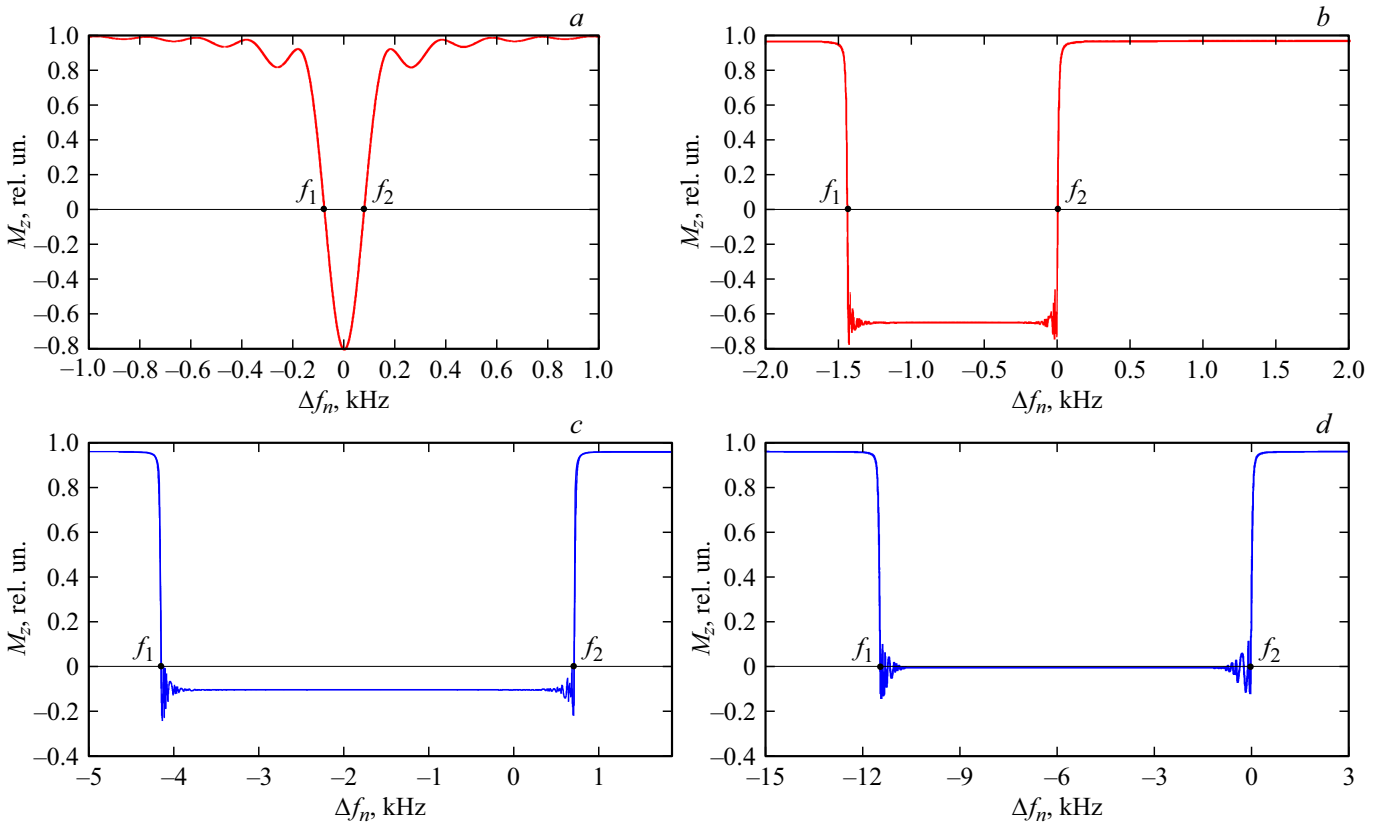 a
1.0
0.8
0.6
0.4
0.2
0
–0.2
–0.4
–0.6
–0.8
M_z, rel. un.
f_1
f_2
–1.0 –0.8 –0.6 –0.4 –0.2 0 0.2 0.4 0.6 0.8 1.0
Δf_n, kHz
b
1.0
0.8
0.6
0.4
0.2
0
–0.2
–0.4
–0.6
–0.8
M_z, rel. un.
f_1
f_2
–2.0 –1.5 –1.0 –0.5 0 0.5 1.0 1.5 2.0
Δf_n, kHz
c
1.0
0.8
0.6
0.4
0.2
0
–0.2
–0.4
M_z, rel. un.
f_1
f_2
–5 –4 –3 –2 –1 0 1
Δf_n, kHz
d
1.0
0.8
0.6
0.4
0.2
0
–0.2
–0.4
M_z, rel. un.
f_1
f_2
–15 –12 –9 –6 –3 0 3
Δf_n, kHz